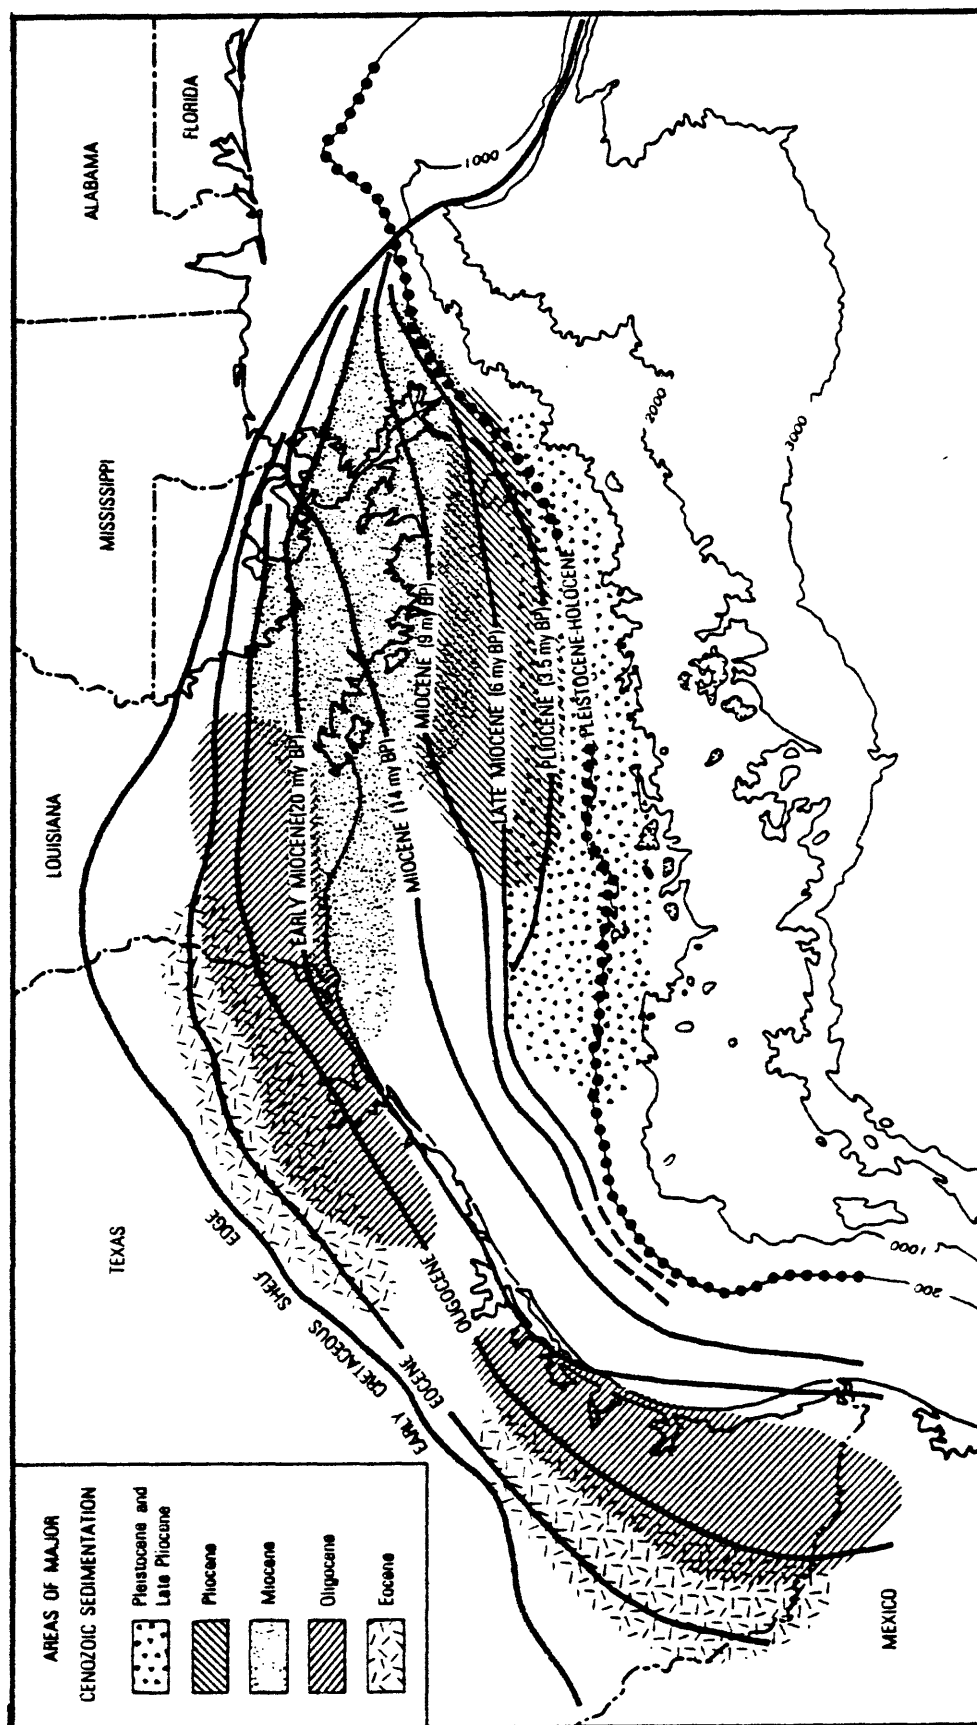 ALABAMA
FLORIDA
MISSISSIPPI
LOUISIANA
TEXAS
MEXICO
EARLY CRETACEOUS SHELF EDGE
EOCENE
OLIGOCENE
EARLY MIOCENE(20 my BP)
MIOCENE (14 my BP)
MIOCENE (9 my BP)
LATE MIOCENE (6 my BP)
PLIOCENE (3.5 my BP)
PLEISTOCENE-HOLOCENE
1000
2000
3000
1000
200
AREAS OF MAJOR
CENOZOIC SEDIMENTATION
Pleistocene and
Late Pliocene
Pliocene
Miocene
Oligocene
Eocene